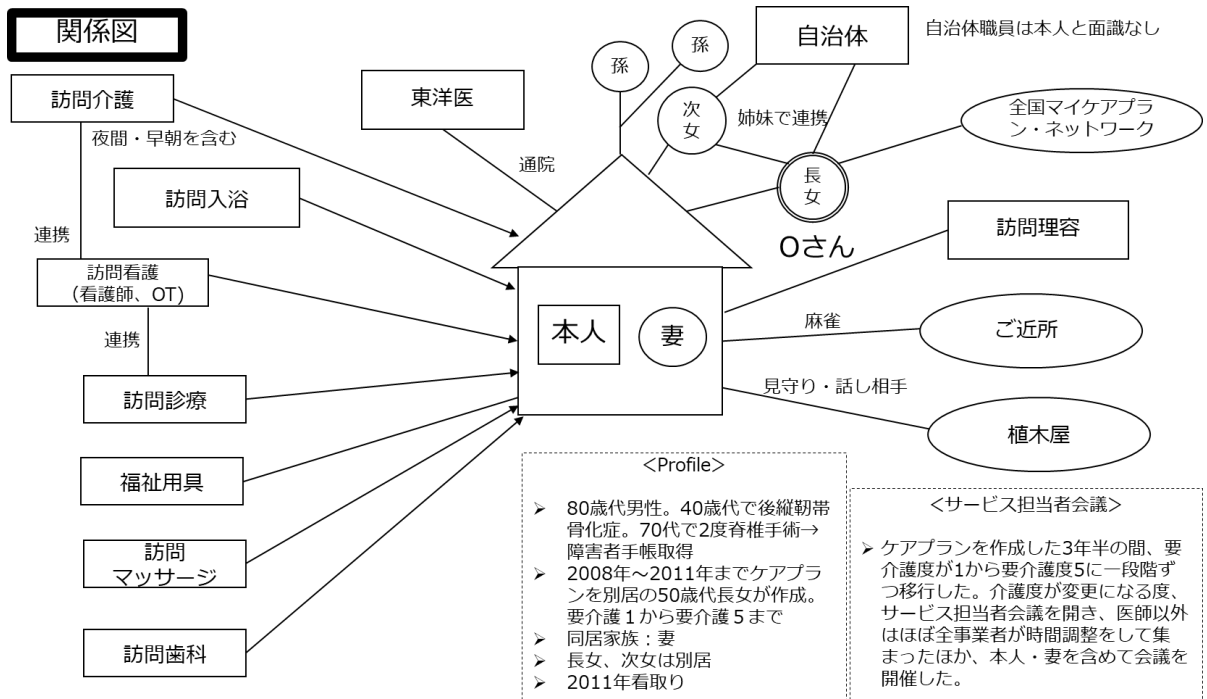 関係図
訪問介護
夜間・早朝を含む
訪問入浴
連携
訪問看護
(看護師、OT)
連携
訪問診療
福祉用具
訪問
マッサージ
訪問歯科
東洋医
通院
孫
孫
次
女
姉妹で連携
長
女
Oさん
自治体
自治体職員は本人と面識なし
全国マイケアプラ
ン・ネットワーク
訪問理容
麻雀
ご近所
見守り・話し相手
植木屋
本人
妻
<Profile>
➢ 80歳代男性。40歳代で後縦靭帯
骨化症。70代で2度脊椎手術→
障害者手帳取得
➢ 2008年～2011年までケアプラ
ンを別居の50歳代長女が作成。
要介護１から要介護５まで
➢ 同居家族：妻
➢ 長女、次女は別居
➢ 2011年看取り
<サービス担当者会議>
➢ ケアプランを作成した3年半の間、要
介護度が1から要介護度5に一段階ず
つ移行した。介護度が変更になる度、
サービス担当者会議を開き、医師以外
はほぼ全事業者が時間調整をして集
まったほか、本人・妻を含めて会議を
開催した。